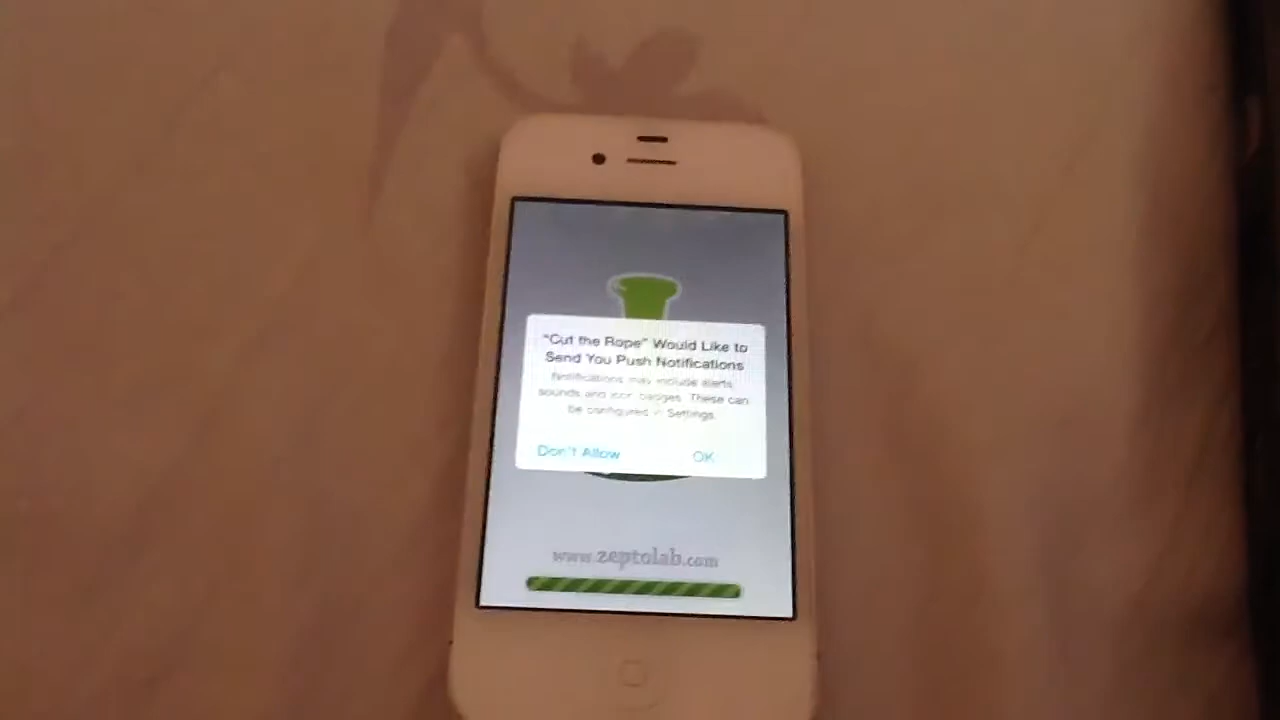 "Cut the Rope" Would Like to
Send You Push Notifications
Notifications may include alerts
sounds and icon badges. These can
be configured in Settings.
Don't Allow
OK
www.zeptolab.com